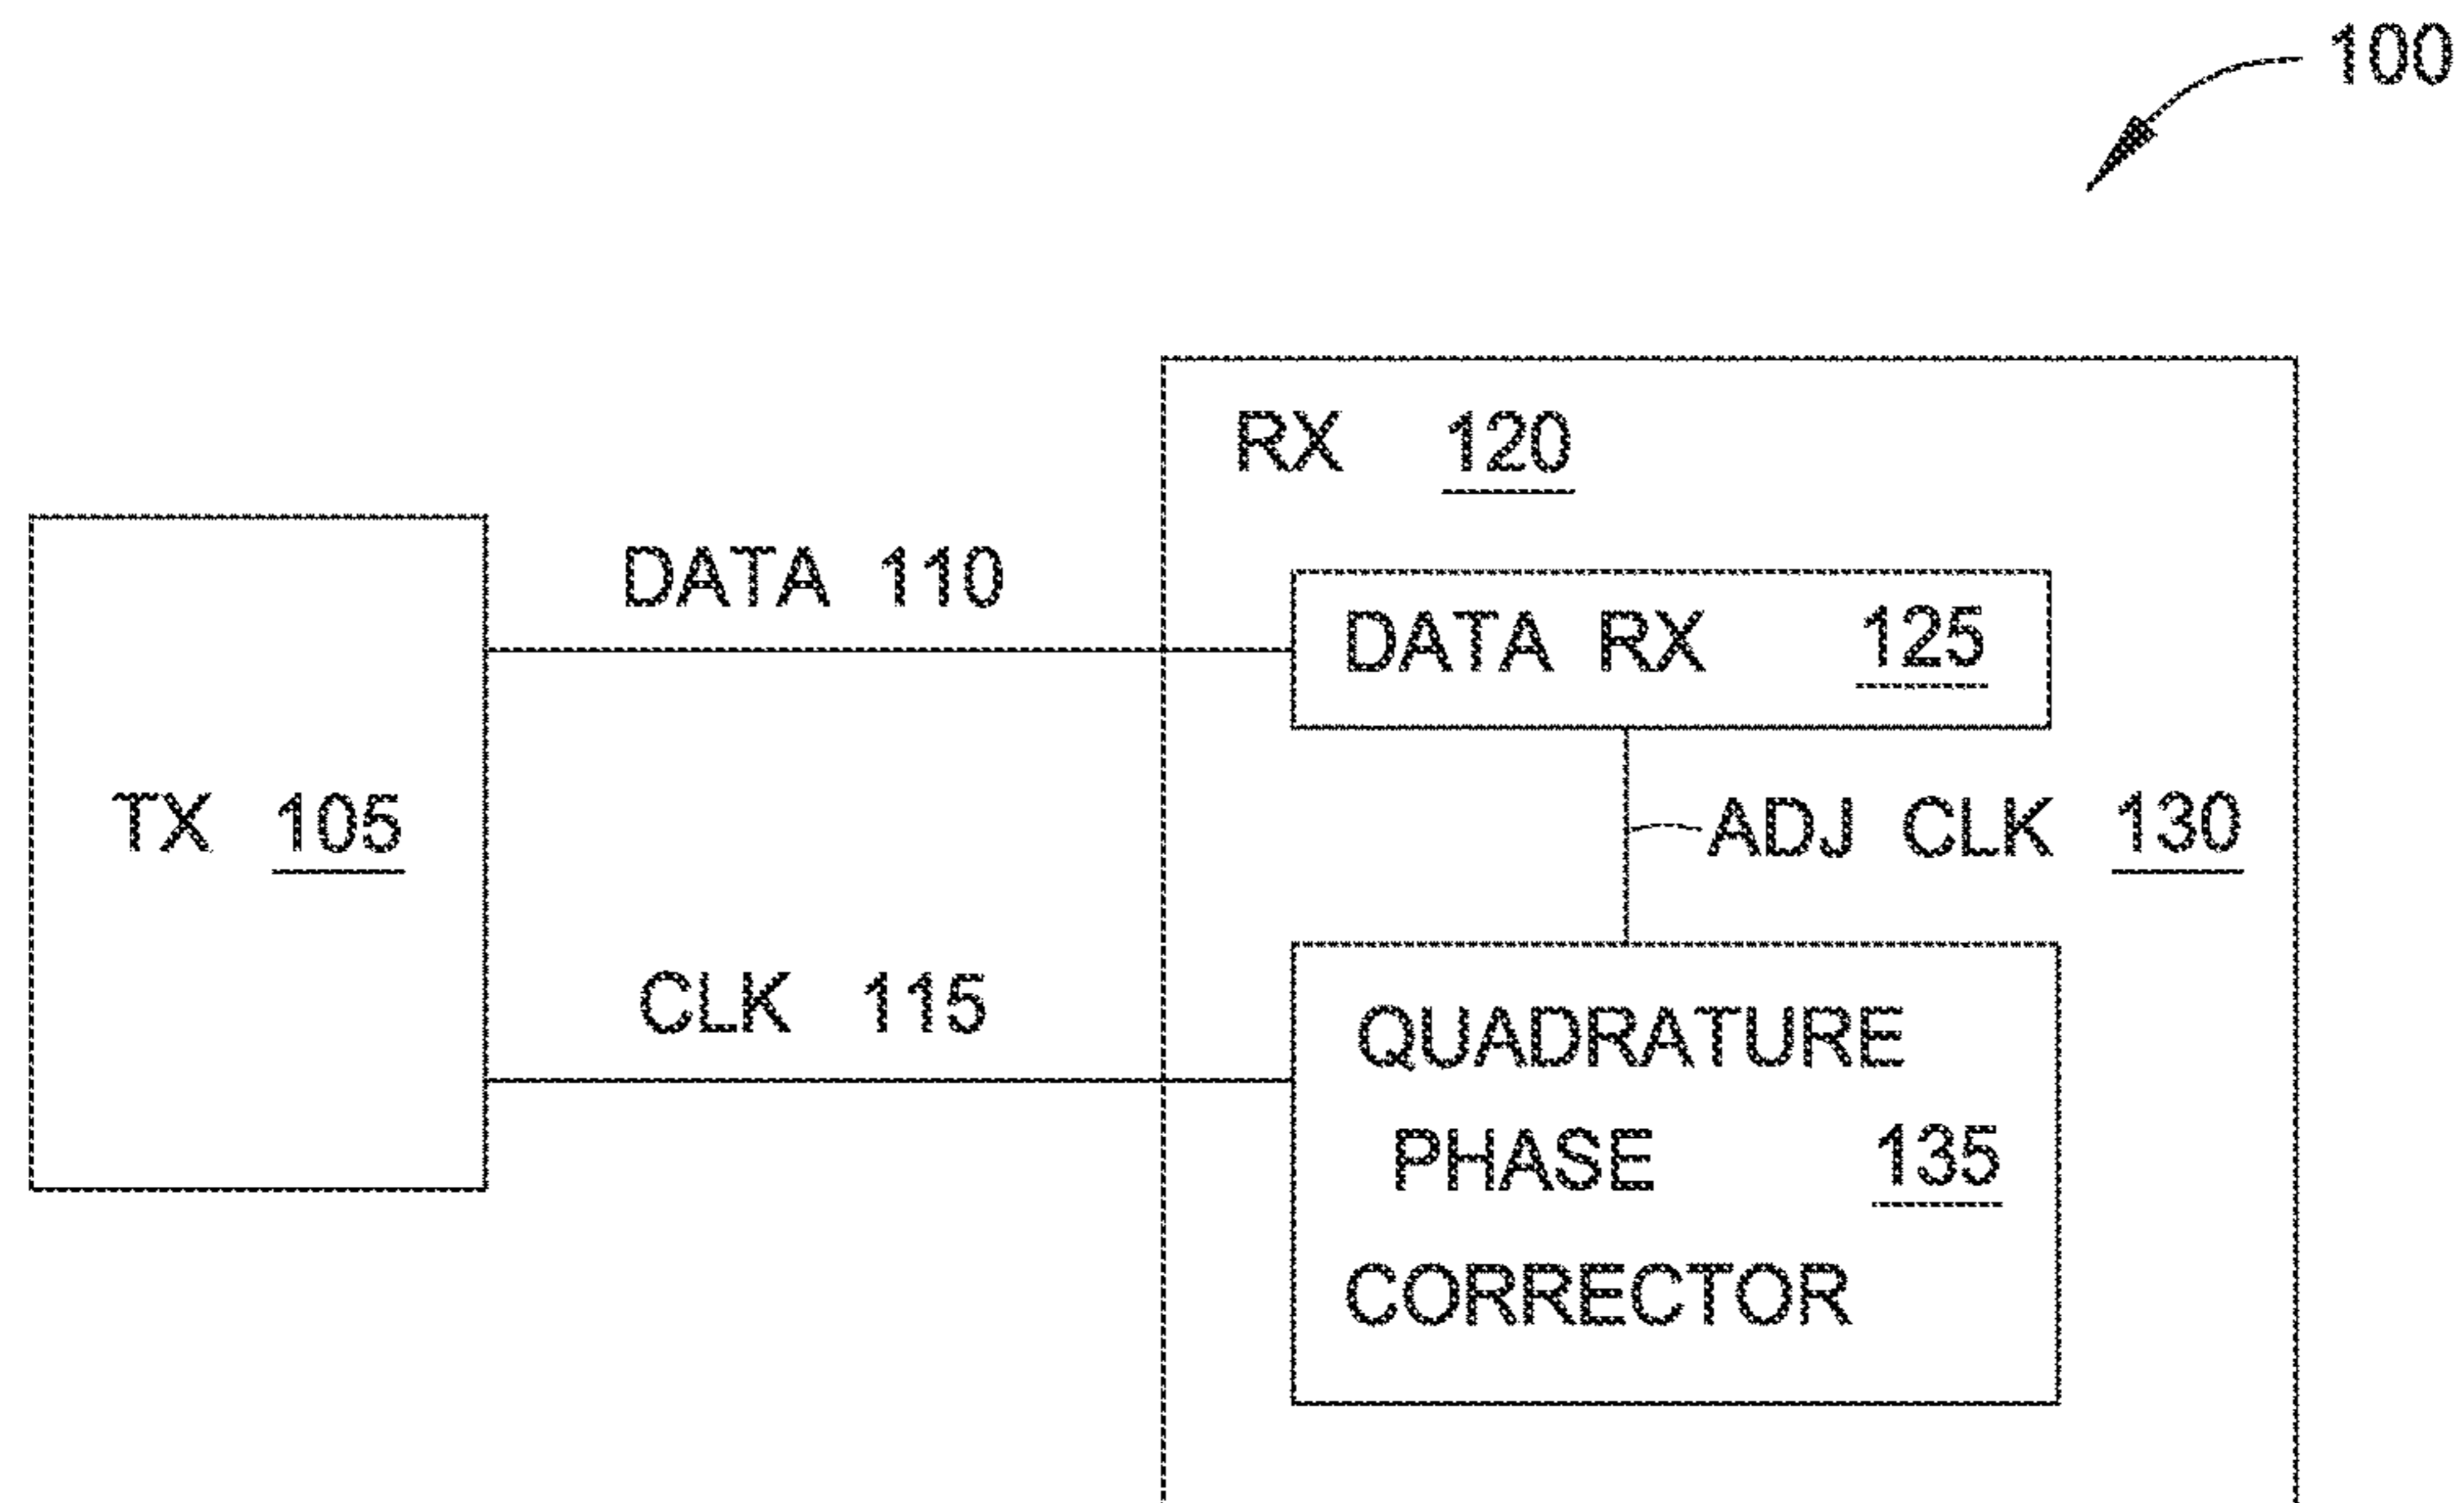 100
RX 120
DATA 110
DATA RX 125
TX 105
ADJ CLK 130
CLK 115
QUADRATURE
PHASE 135
CORRECTOR